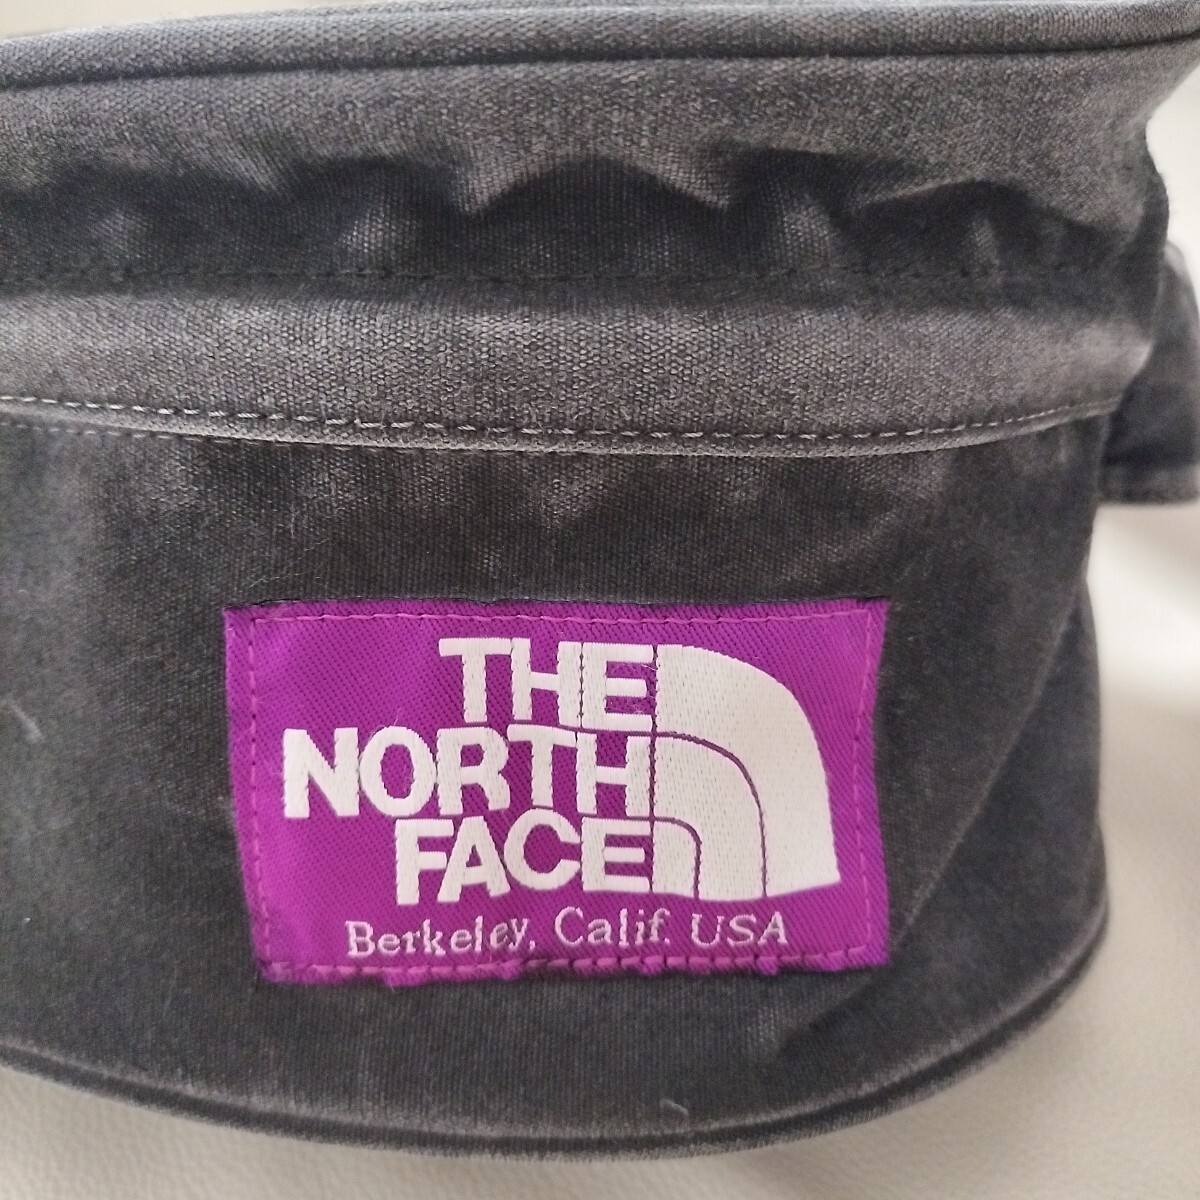 THE
NORTH
FACE
Berkeley, Calif. USA